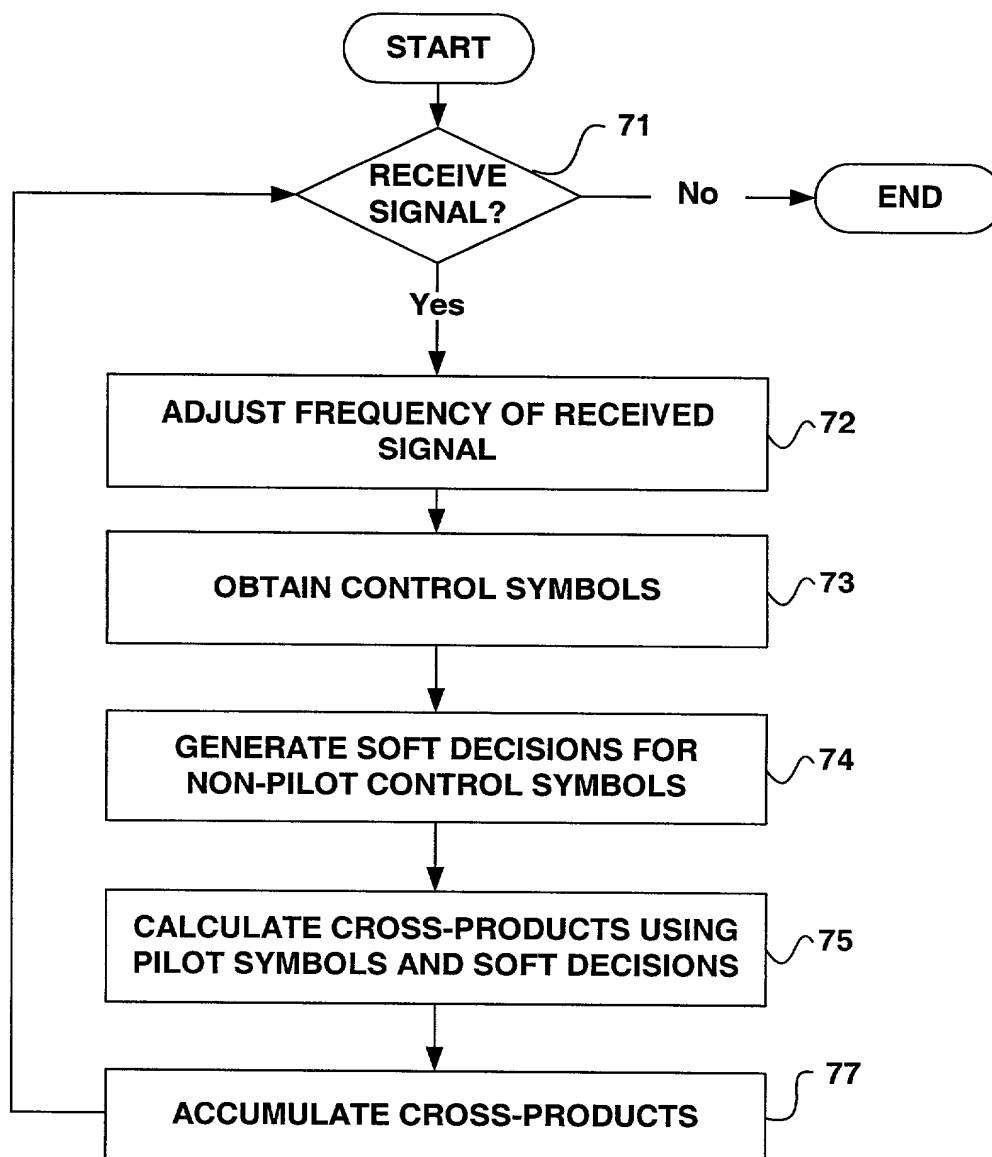 START
71
RECEIVE
SIGNAL?
No
END
Yes
ADJUST FREQUENCY OF RECEIVED
SIGNAL
72
OBTAIN CONTROL SYMBOLS
73
GENERATE SOFT DECISIONS FOR
NON-PILOT CONTROL SYMBOLS
74
CALCULATE CROSS-PRODUCTS USING
PILOT SYMBOLS AND SOFT DECISIONS
75
ACCUMULATE CROSS-PRODUCTS
77